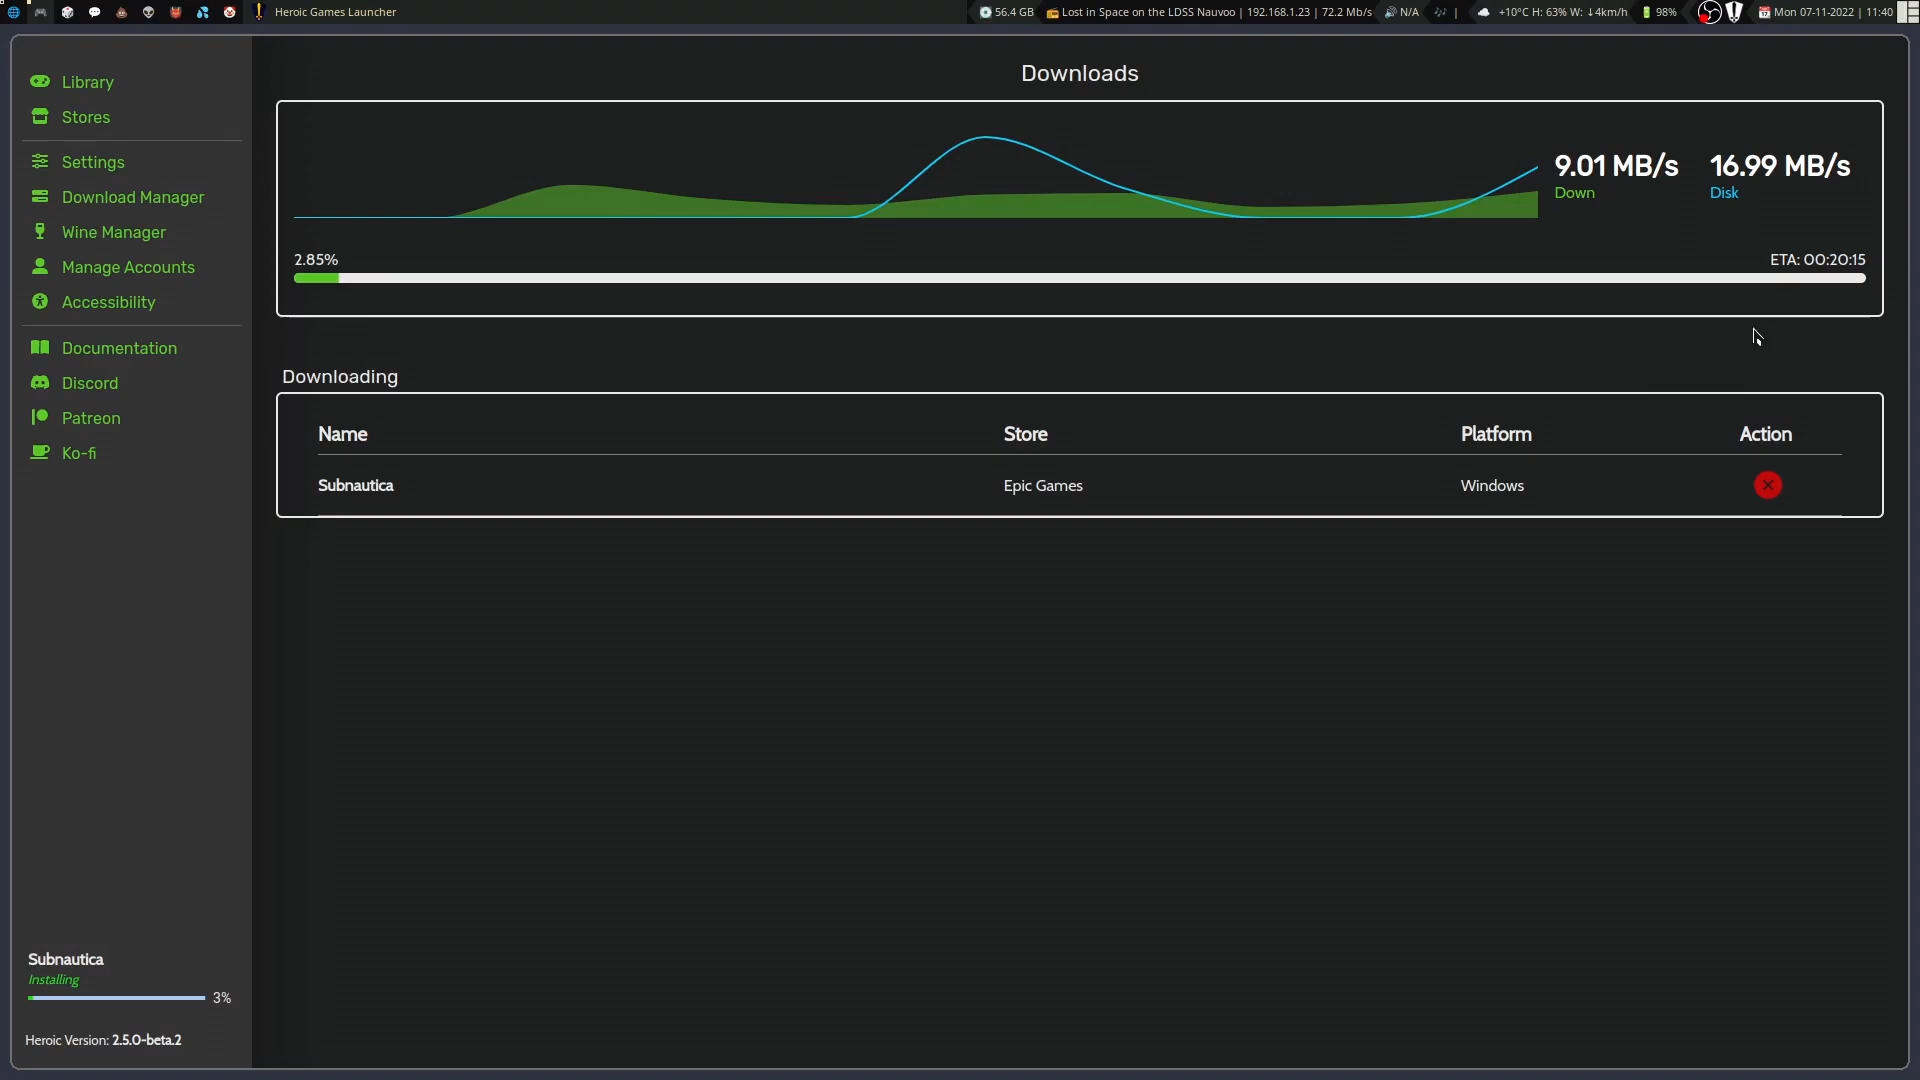 Heroic Games Launcher
56.4 GB
Lost in Space on the LDSS Nauvoo | 192.168.1.23 | 72.2 Mb/s
N/A
|
+10°C H: 63% W: ↓4km/h
98%
Mon 07-11-2022 | 11:40
Library
Stores
Settings
Download Manager
Wine Manager
Manage Accounts
Accessibility
Documentation
Discord
Patreon
Ko-fi
Downloads
9.01 MB/s
Down
16.99 MB/s
Disk
2.85%
ETA: 00:20:15
Downloading
Name Store Platform Action
Subnautica Epic Games Windows
Subnautica
Installing
3%
Heroic Version: 2.5.0-beta.2